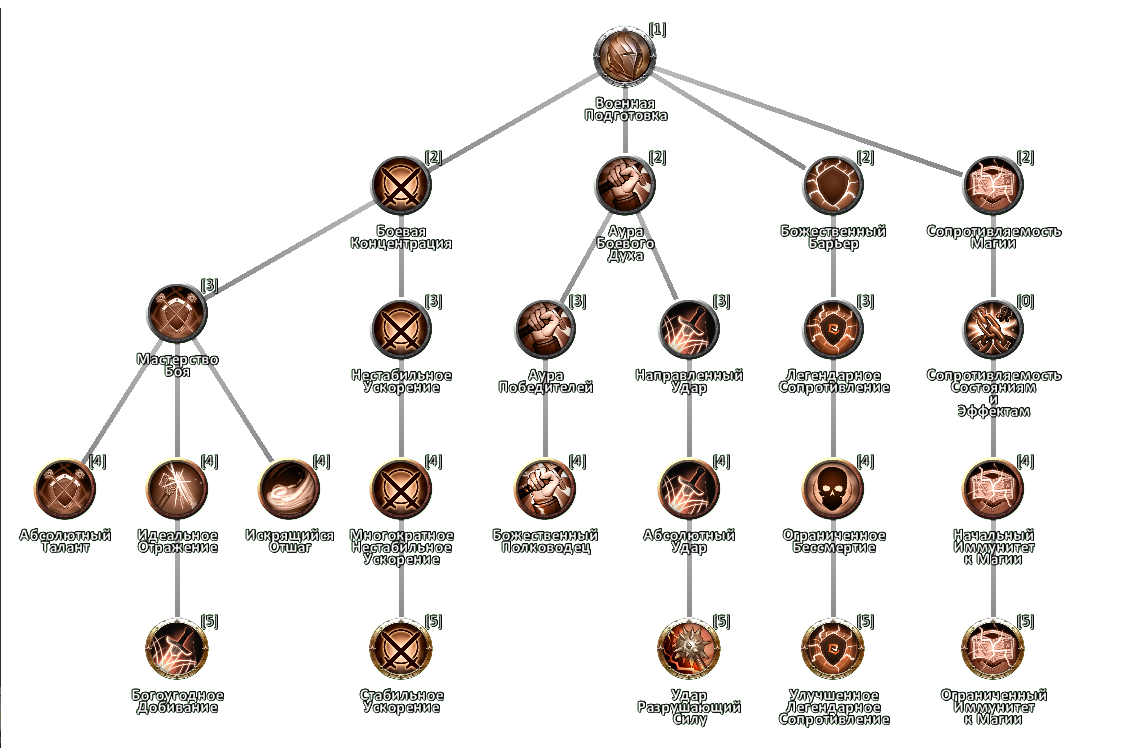 [1]
Военная
Подготовка
[2]
Боевая
Концентрация
[2]
Аура
Боевого
Духа
[2]
Божественный
Барьер
[2]
Сопротивляемость
Магии
[3]
Мастерство
Боя
[3]
Нестабильное
Ускорение
[3]
Аура
Победителей
[3]
Направленный
Удар
[3]
Легендарное
Сопротивление
[0]
Сопротивляемость
Состояниям
и
Эффектам
[4]
Абсолютный
Талант
[4]
Идеальное
Отражение
[4]
Искрящийся
Отшаг
[4]
Многократное
Нестабильное
Ускорение
[4]
Божественный
Полководец
[4]
Абсолютный
Удар
[4]
Ограниченное
Бессмертие
[4]
Начальный
Иммунитет
к Магии
[5]
Богоугодное
Добивание
[5]
Стабильное
Ускорение
[5]
Удар
Разрушающий
Силу
[5]
Улучшенное
Легендарное
Сопротивление
[5]
Ограниченный
Иммунитет
к Магии